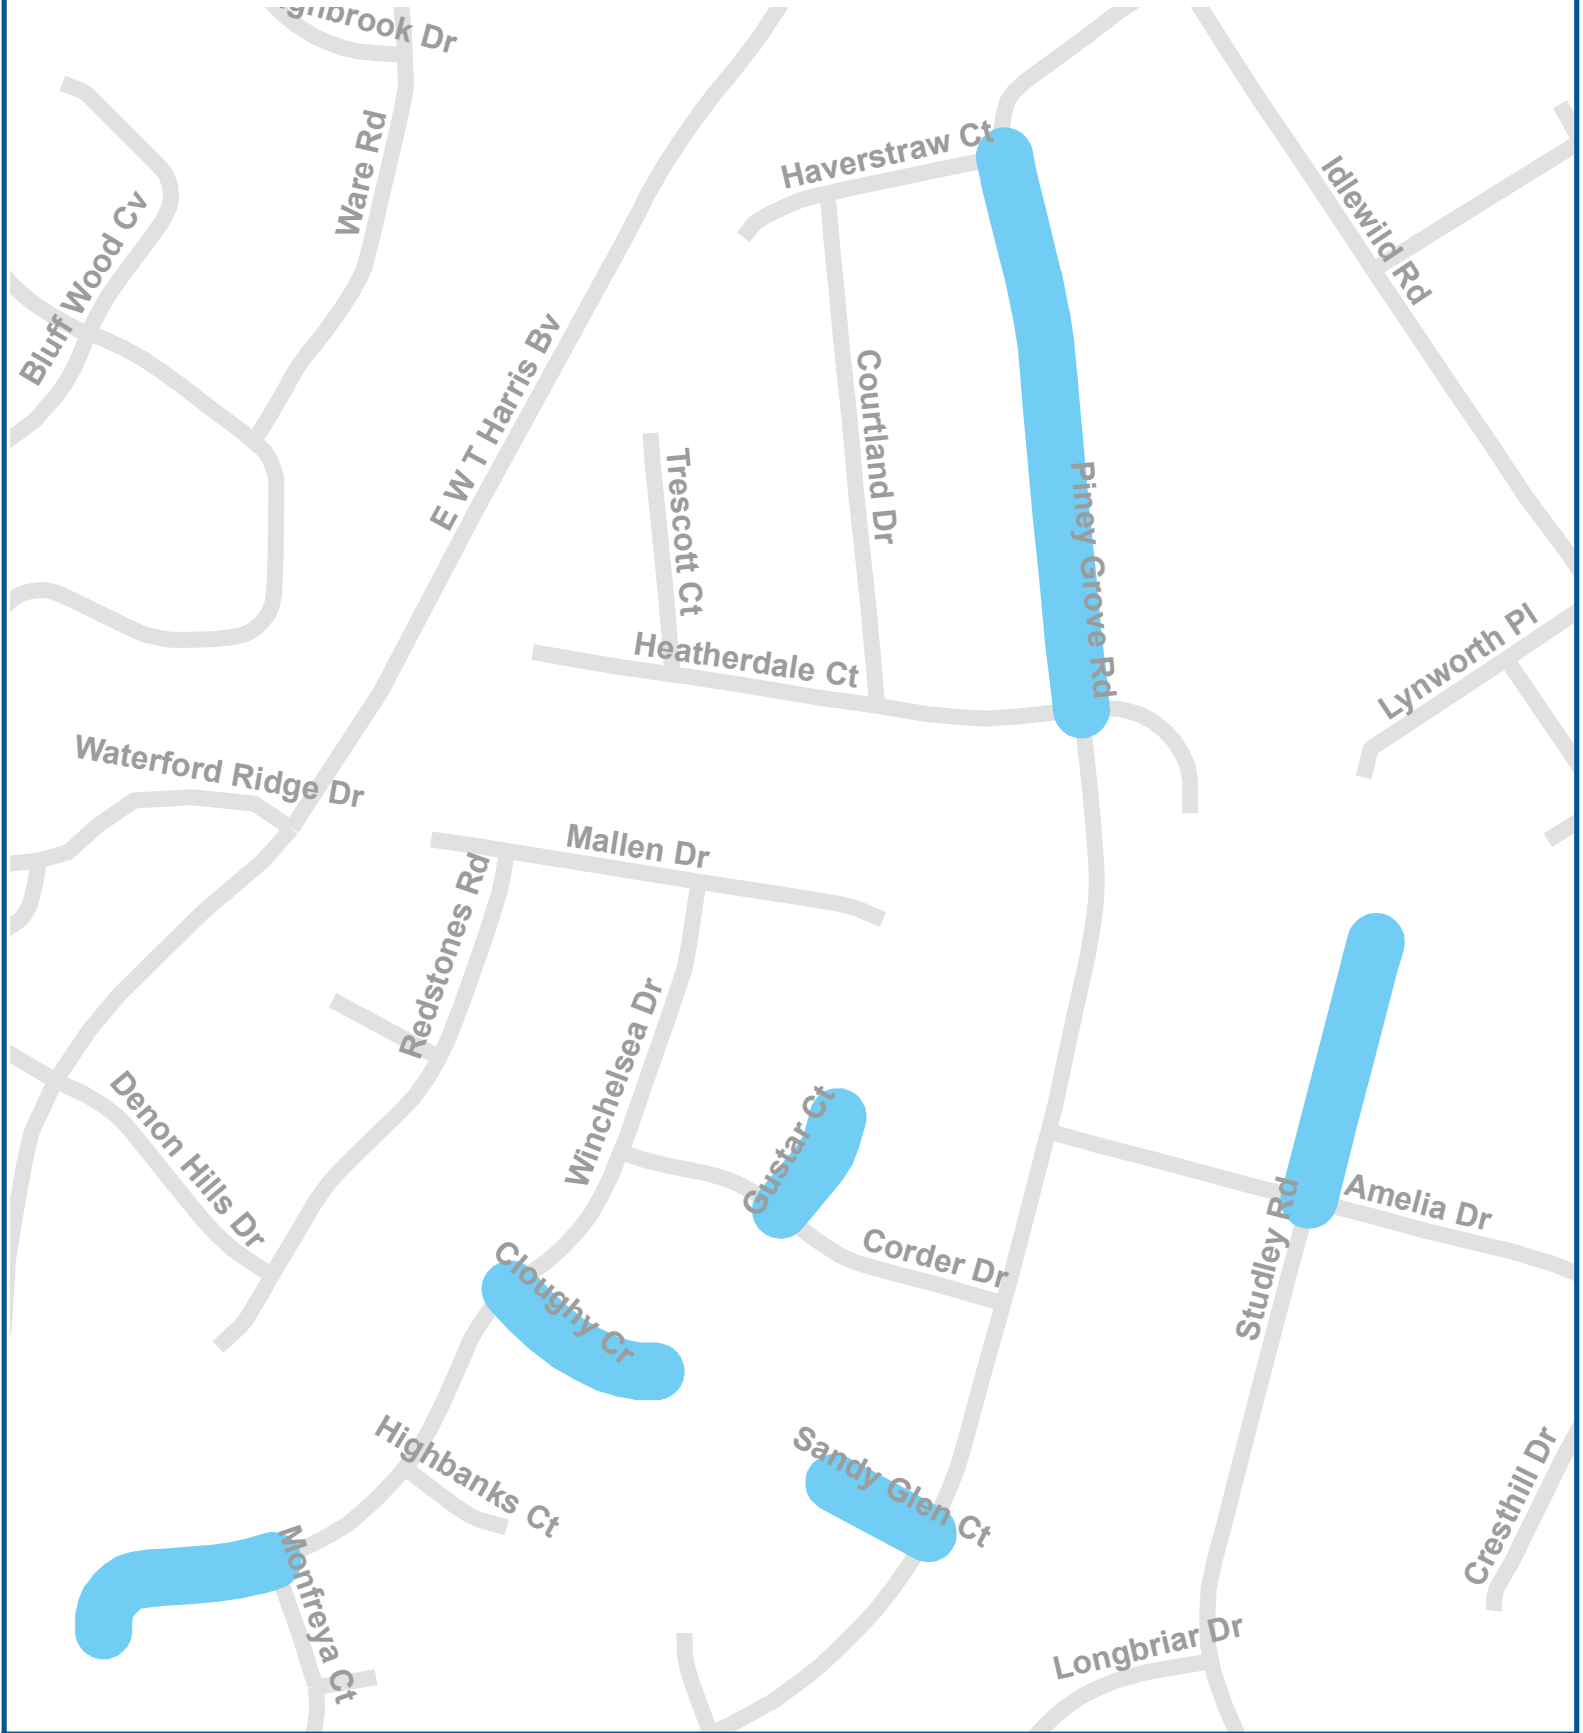 Dr
Ware Rd
Bluff Wood Cv
E W T Harris Bv
Haverstraw Ct
Idlewild Rd
Courtland Dr
Trescott Ct
Piney Grove Rd
Heatherdale Ct
Lynworth Pl
Waterford Ridge Dr
Mallen Dr
Redstones Rd
Winchelsea Dr
Denon Hills Dr
Gustar Ct
Corder Dr
Amelia Dr
Studley Rd
Cloughy Cr
Highbanks Ct
Sandy Glen Ct
Cresthill Dr
Monfreya Ct
Longbriar Dr